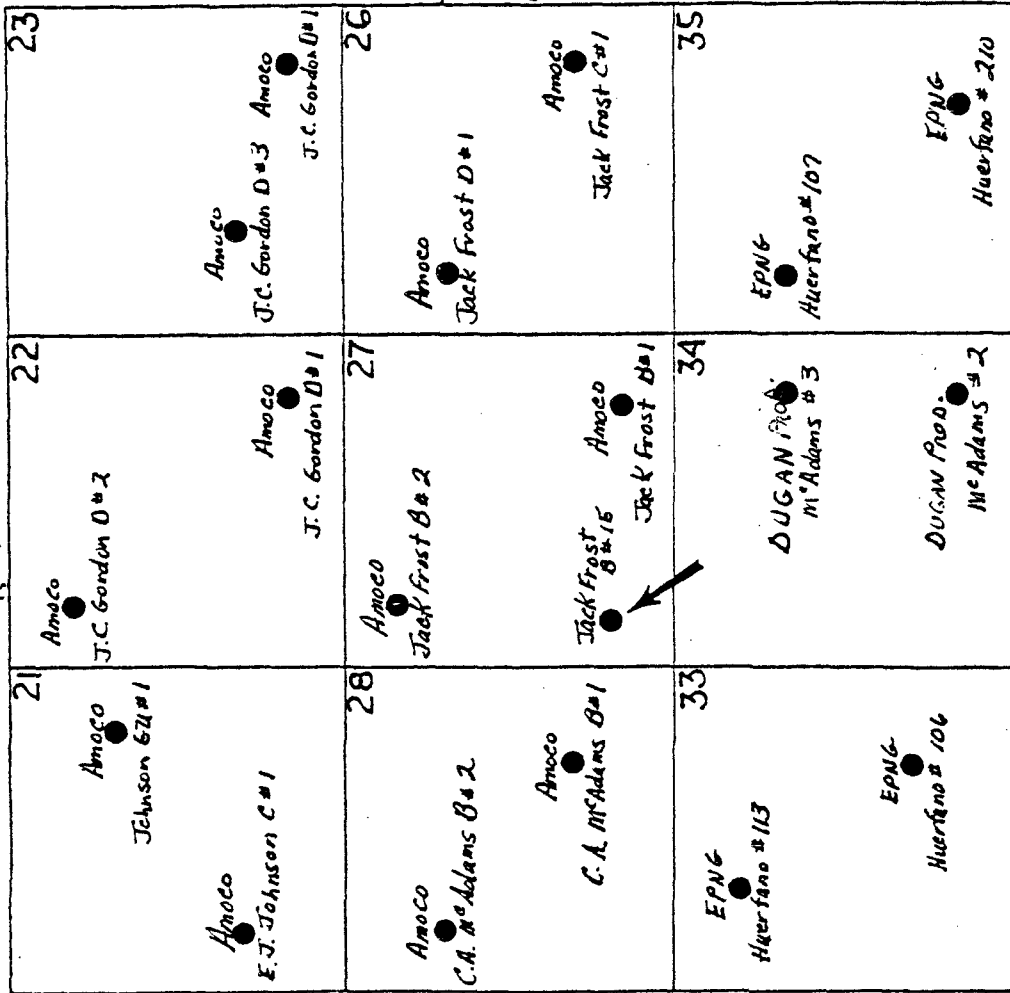 21
Amoco
Johnson GU #1
Amoco
E.J. Johnson C #1
22
Amoco
J.C. Gordon D #2
Amoco
J.C. Gordon D #1
23
Amoco
J.C. Gordon D #3
Amoco
J.C. Gordon D #1
28
Amoco
C.A. McAdams B #2
Amoco
C.A. McAdams B #1
27
Amoco
Jack Frost B #2
Jack Frost
B #1E
Amoco
Jack Frost B #1
26
Amoco
Jack Frost D #1
Amoco
Jack Frost C #1
33
EPNG
Huerfano #113
EPNG
Huerfano #106
34
DUGAN PROD.
McAdams #3
DUGAN PROD.
McAdams #2
35
EPNG
Huerfano #107
EPNG
Huerfano #210